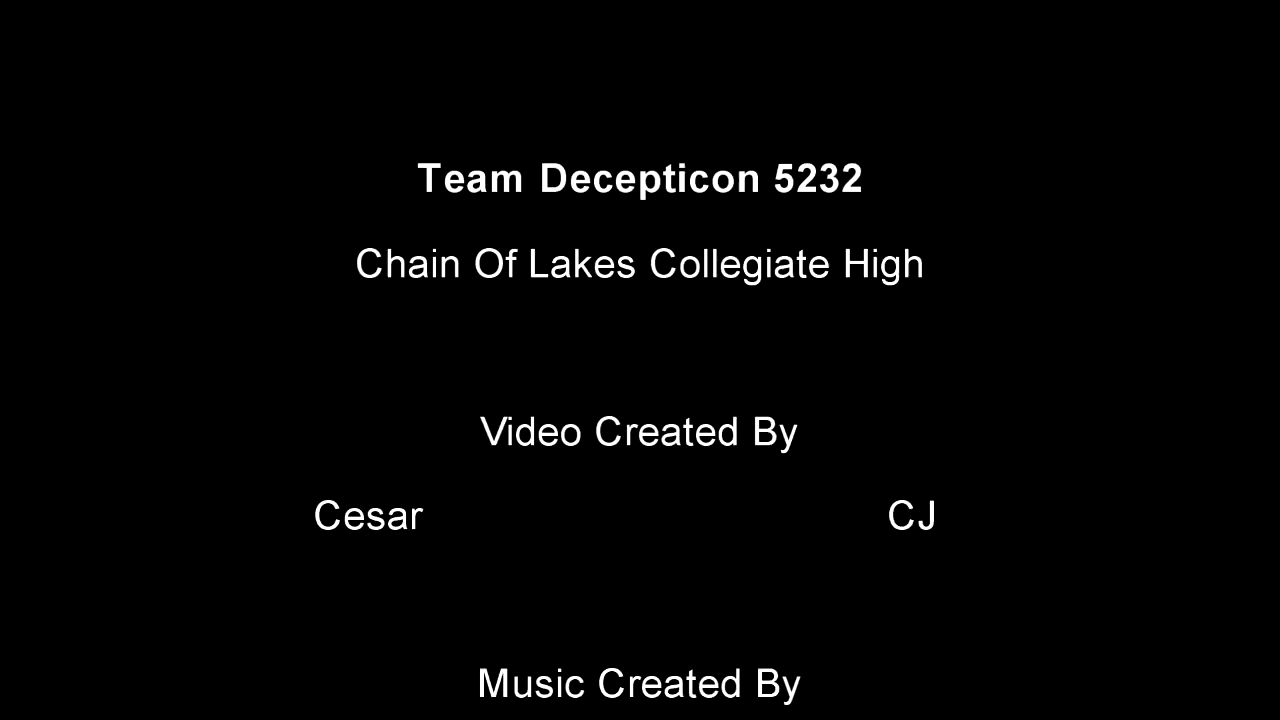 Team Decepticon 5232
Chain Of Lakes Collegiate High
Video Created By
Cesar CJ
Music Created By